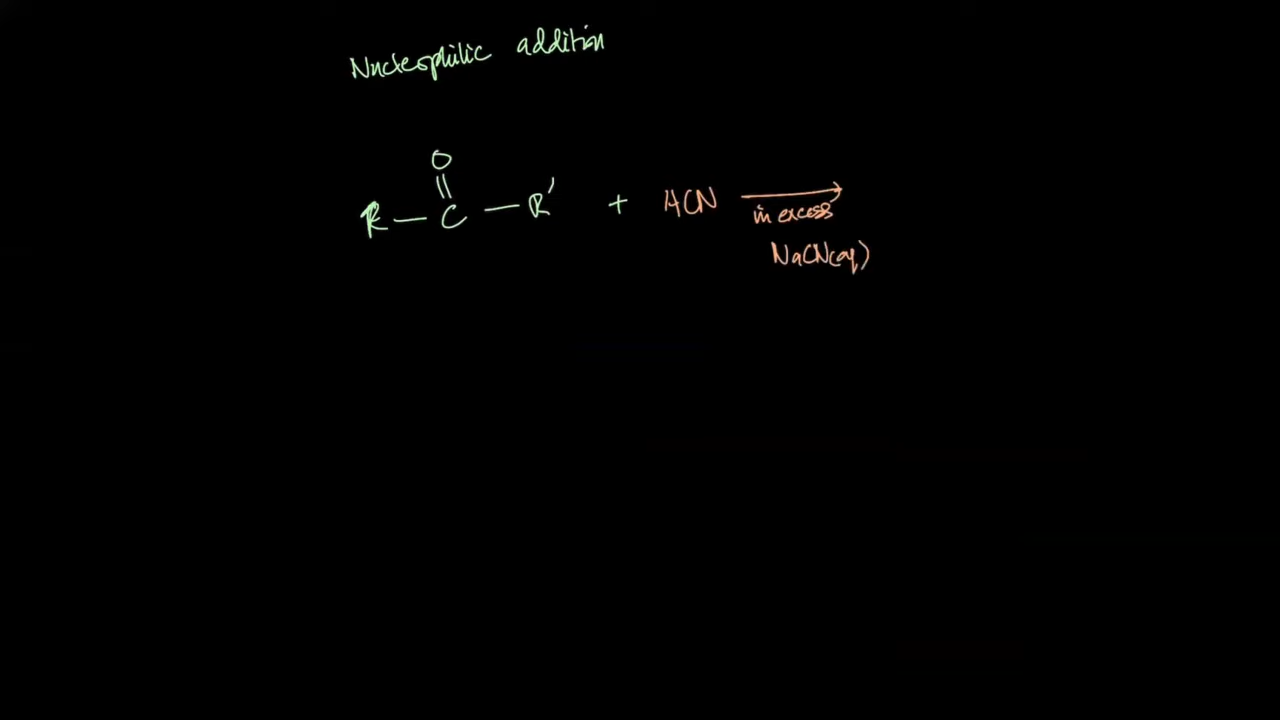 Nucleophilic addition
O
||
R — C — R' + HCN ⟶
in excess
NaCN(aq)